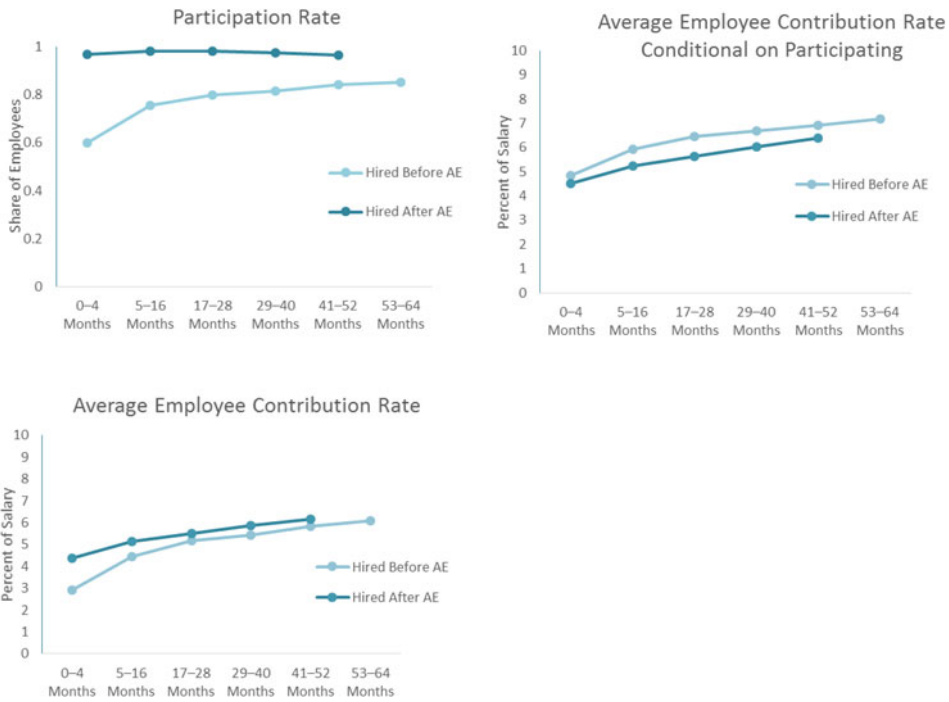 Participation Rate
1
0.8
0.6
0.4
0.2
0
Share of Employees
Hired Before AE
Hired After AE
0–4 5–16 17–28 29–40 41–52 53–64
Months Months Months Months Months Months
Average Employee Contribution Rate
Conditional on Participating
10
9
8
7
6
5
4
3
2
1
0
Percent of Salary
Hired Before AE
Hired After AE
0–4 5–16 17–28 29–40 41–52 53–64
Months Months Months Months Months Months
Average Employee Contribution Rate
10
9
8
7
6
5
4
3
2
1
0
Percent of Salary
Hired Before AE
Hired After AE
0–4 5–16 17–28 29–40 41–52 53–64
Months Months Months Months Months Months